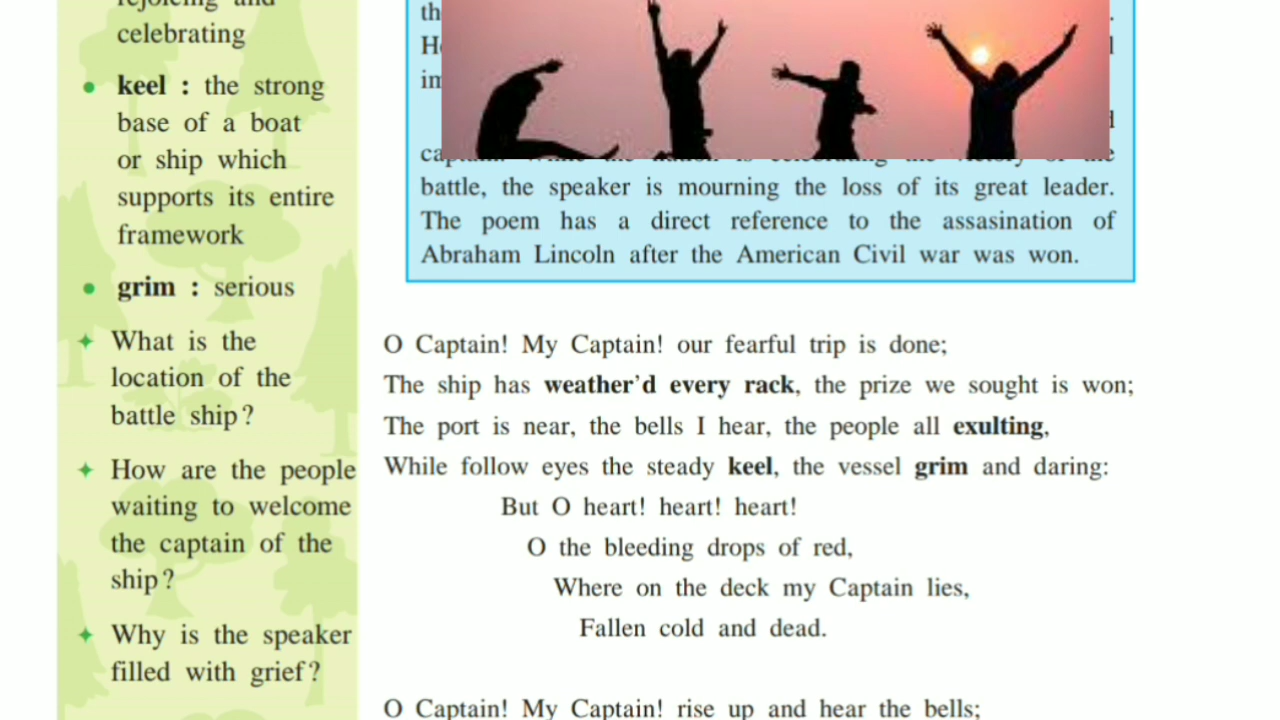 rejoicing and
celebrating
keel : the strong
base of a boat
or ship which
supports its entire
framework
grim : serious
What is the
location of the
battle ship?
How are the people
waiting to welcome
the captain of the
ship?
Why is the speaker
filled with grief?
battle, the speaker is mourning the loss of its great leader.
The poem has a direct reference to the assasination of
Abraham Lincoln after the American Civil war was won.
O Captain! My Captain! our fearful trip is done;
The ship has weather'd every rack, the prize we sought is won;
The port is near, the bells I hear, the people all exulting,
While follow eyes the steady keel, the vessel grim and daring:
But O heart! heart! heart!
O the bleeding drops of red,
Where on the deck my Captain lies,
Fallen cold and dead.
O Captain! My Captain! rise up and hear the bells;